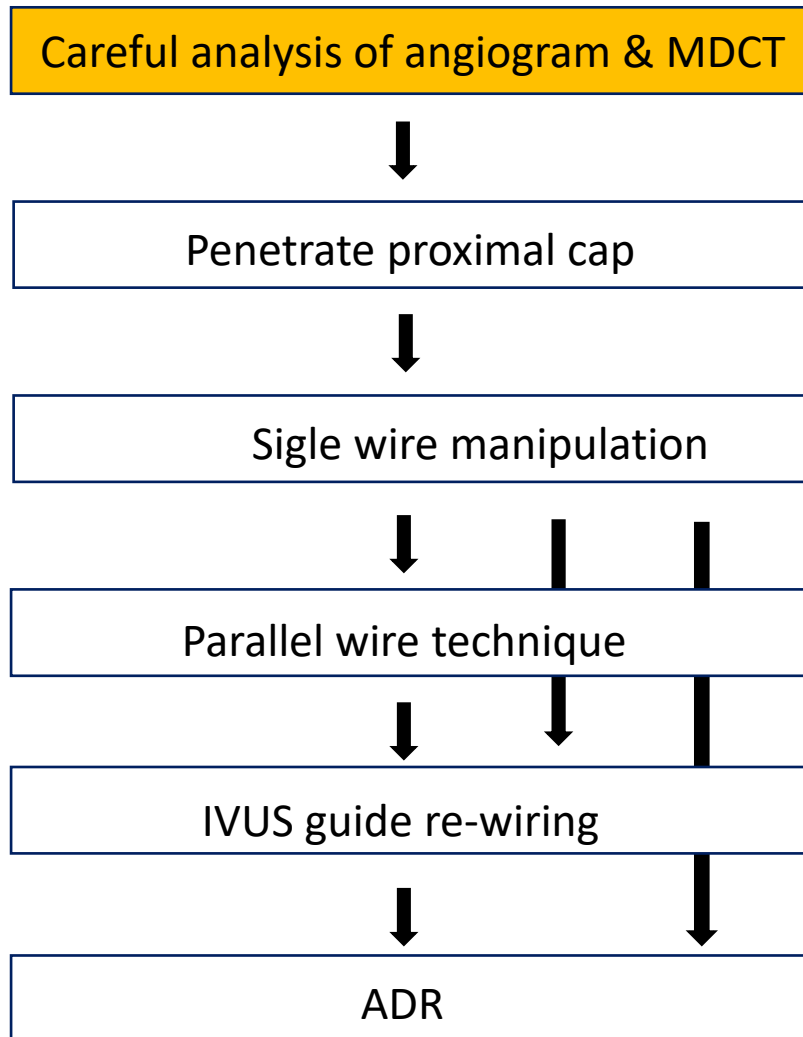 Careful analysis of angiogram & MDCT
Penetrate proximal cap
Sigle wire manipulation
Parallel wire technique
IVUS guide re-wiring
ADR